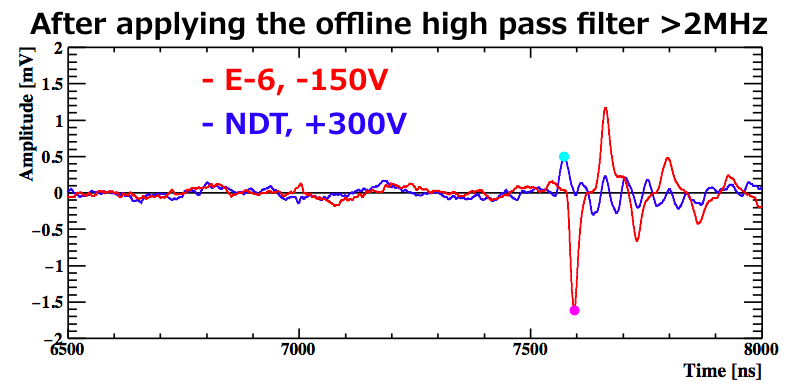 After applying the offline high pass filter >2MHz
Amplitude [mV]
2
1.5
1
0.5
0
−0.5
−1
−1.5
−2
- E-6, -150V
- NDT, +300V
6500
7000
7500
8000
Time [ns]